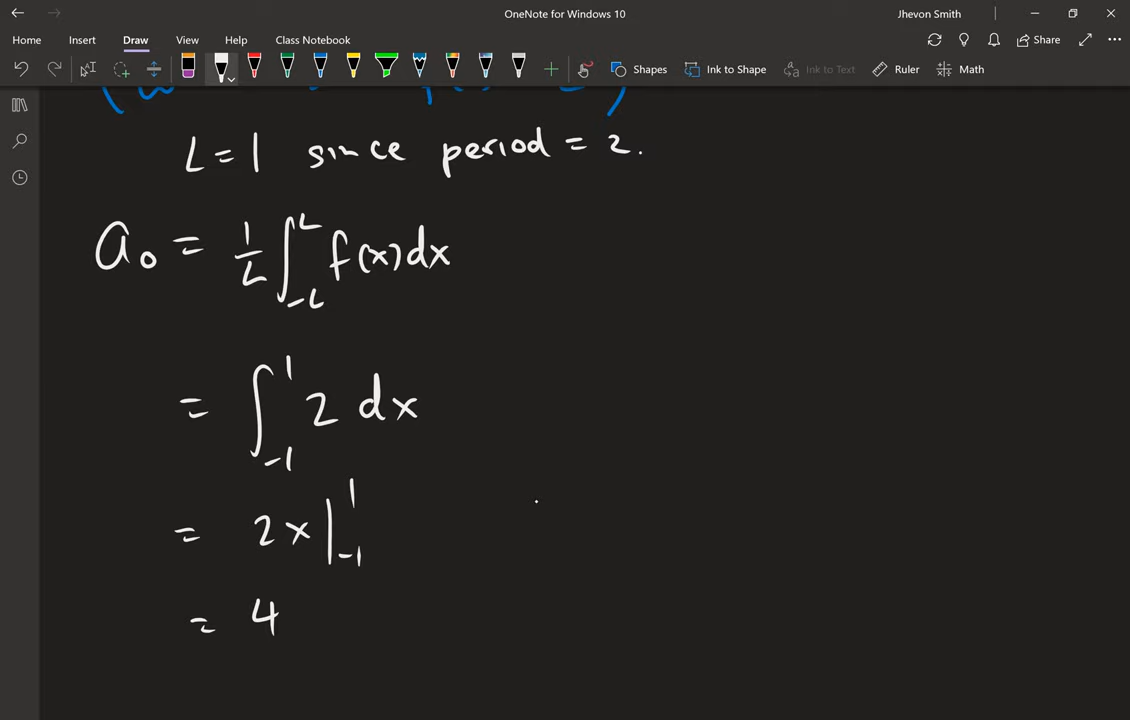 OneNote for Windows 10
Jhevon Smith
Home Insert Draw View Help Class Notebook
Share
Shapes Ink to Shape Ink to Text Ruler Math
L = 1 since period = 2.
a₀ = 1/L ∫_{-L}^{L} f(x)dx
= ∫_{-1}^{1} 2 dx
= 2x |_{-1}^{1}
= 4